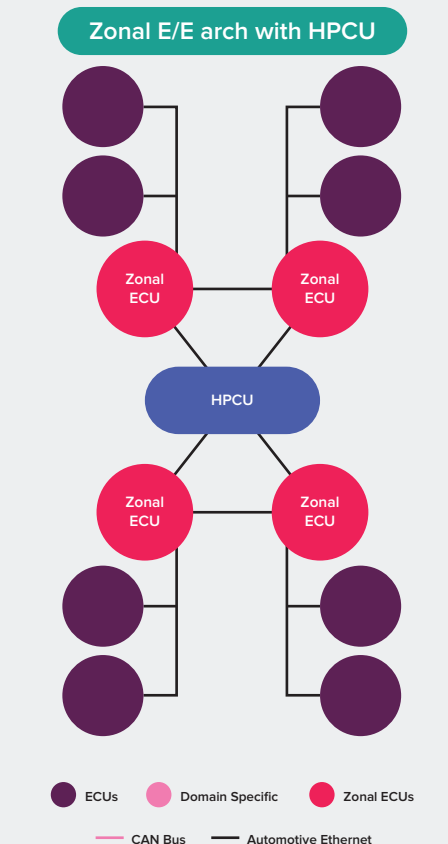 Zonal E/E arch with HPCU
Zonal
ECU
Zonal
ECU
HPCU
Zonal
ECU
Zonal
ECU
ECUs
Domain Specific
Zonal ECUs
CAN Bus
Automotive Ethernet